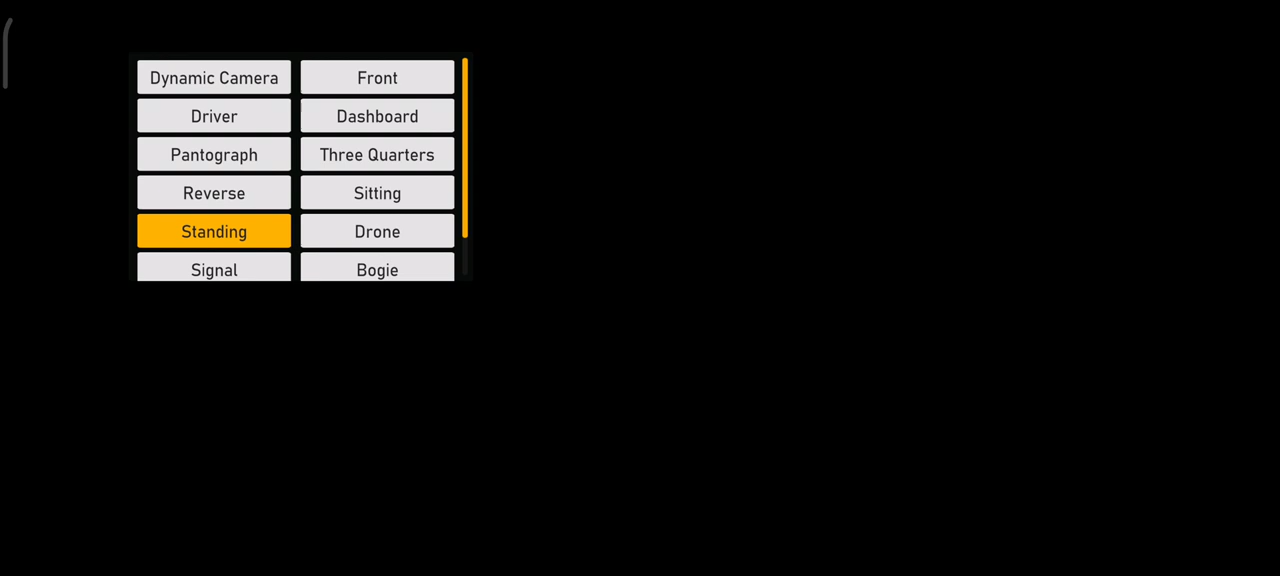 Dynamic Camera Front
Driver Dashboard
Pantograph Three Quarters
Reverse Sitting
Standing Drone
Signal Bogie